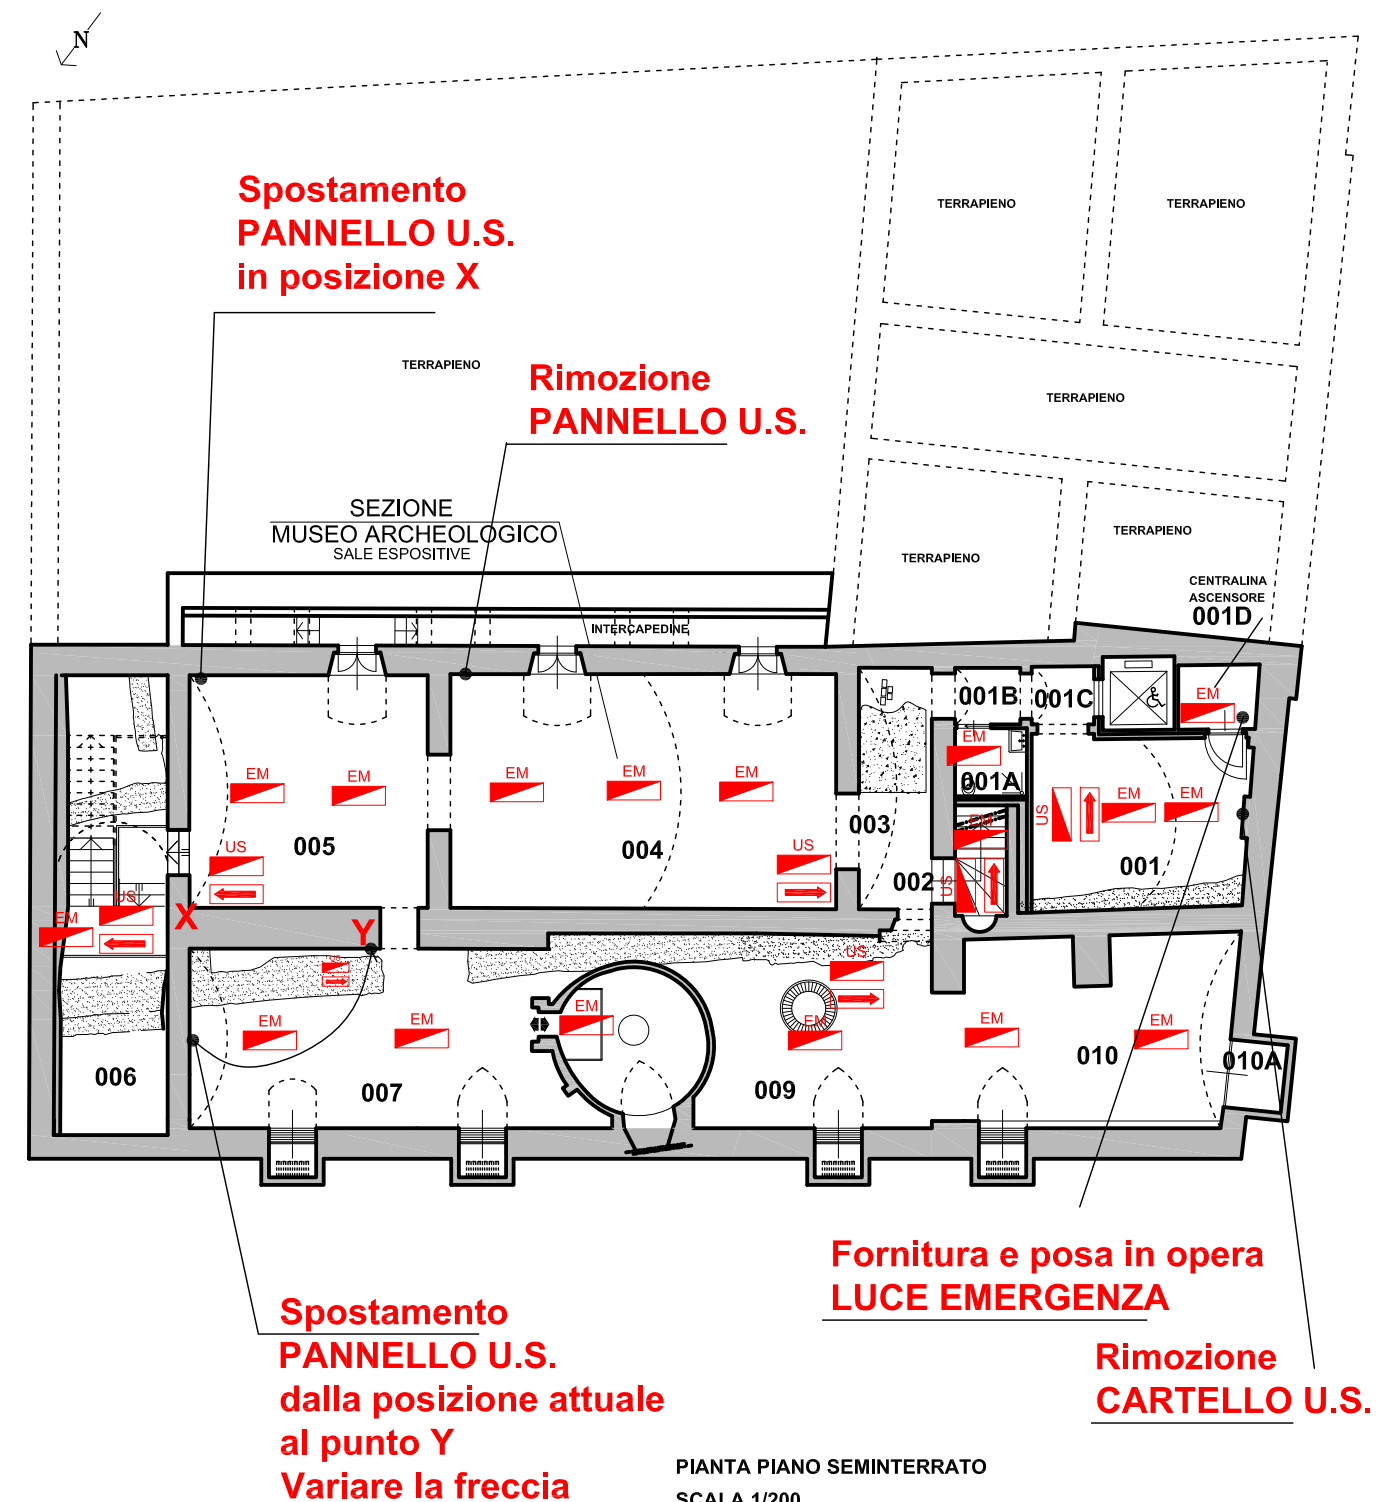 N
Spostamento
PANNELLO U.S.
in posizione X
TERRAPIENO
TERRAPIENO
TERRAPIENO
TERRAPIENO
Rimozione
PANNELLO U.S.
SEZIONE
MUSEO ARCHEOLOGICO
SALE ESPOSITIVE
TERRAPIENO
TERRAPIENO
CENTRALINA
ASCENSORE
001D
INTERCAPEDINE
001B
001C
EM
EM
001A
EM
EM
EM
EM
EM
EM
EM
US
EM
003
005
004
US
US
001
002
US
US
EM
X
Y
US
US
EM
EM
EM
EM
EM
EM
006
007
009
010
010A
Fornitura e posa in opera
LUCE EMERGENZA
Spostamento
PANNELLO U.S.
dalla posizione attuale
al punto Y
Variare la freccia
Rimozione
CARTELLO U.S.
PIANTA PIANO SEMINTERRATO
SCALA 1/200